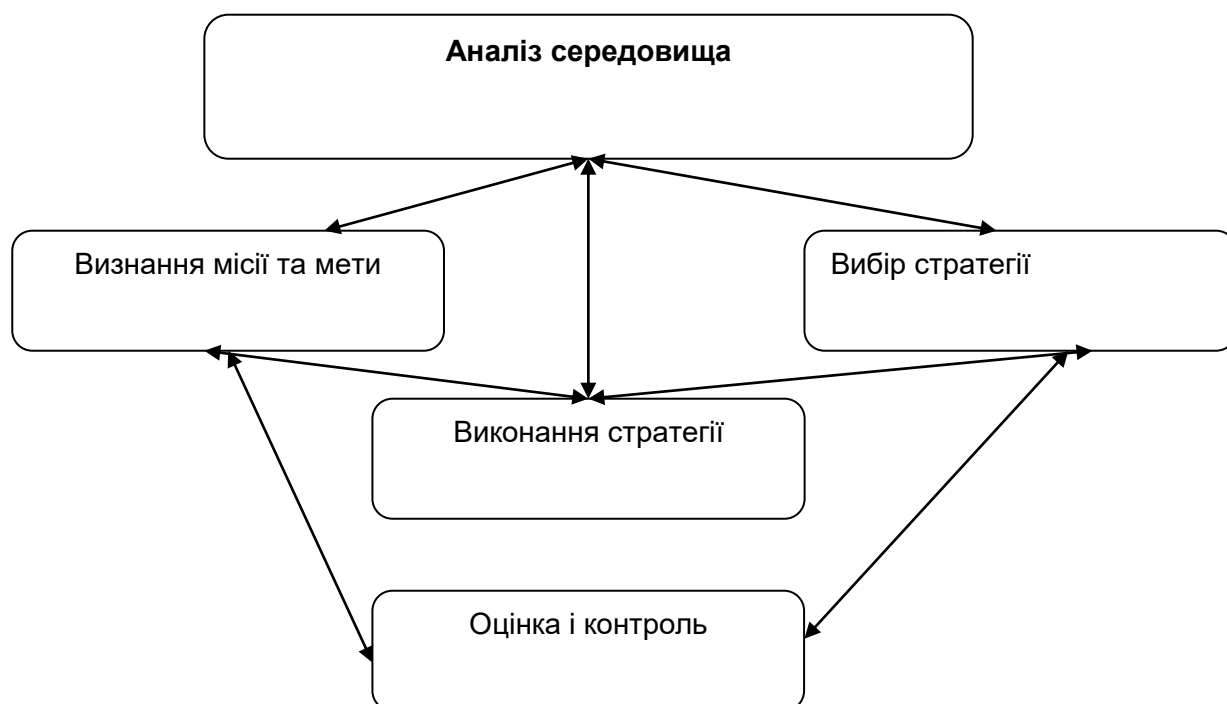 Аналіз середовища
Визнання місії та мети
Вибір стратегії
Виконання стратегії
Оцінка і контроль